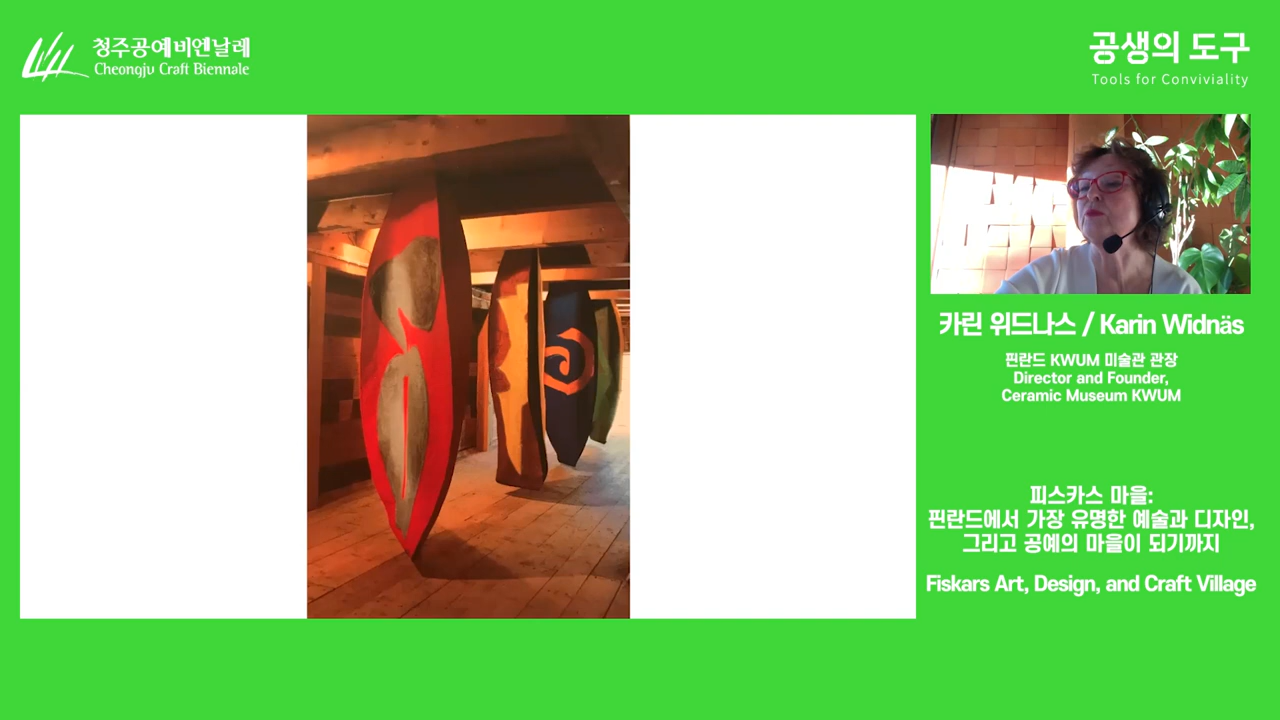 청주공예비엔날레
Cheongju Craft Biennale
공생의 도구
Tools for Conviviality
카린 위드나스 / Karin Widnäs
핀란드 KWUM 미술관 관장
Director and Founder,
Ceramic Museum KWUM
피스카스 마을:
핀란드에서 가장 유명한 예술과 디자인,
그리고 공예의 마을이 되기까지
Fiskars Art, Design, and Craft Village